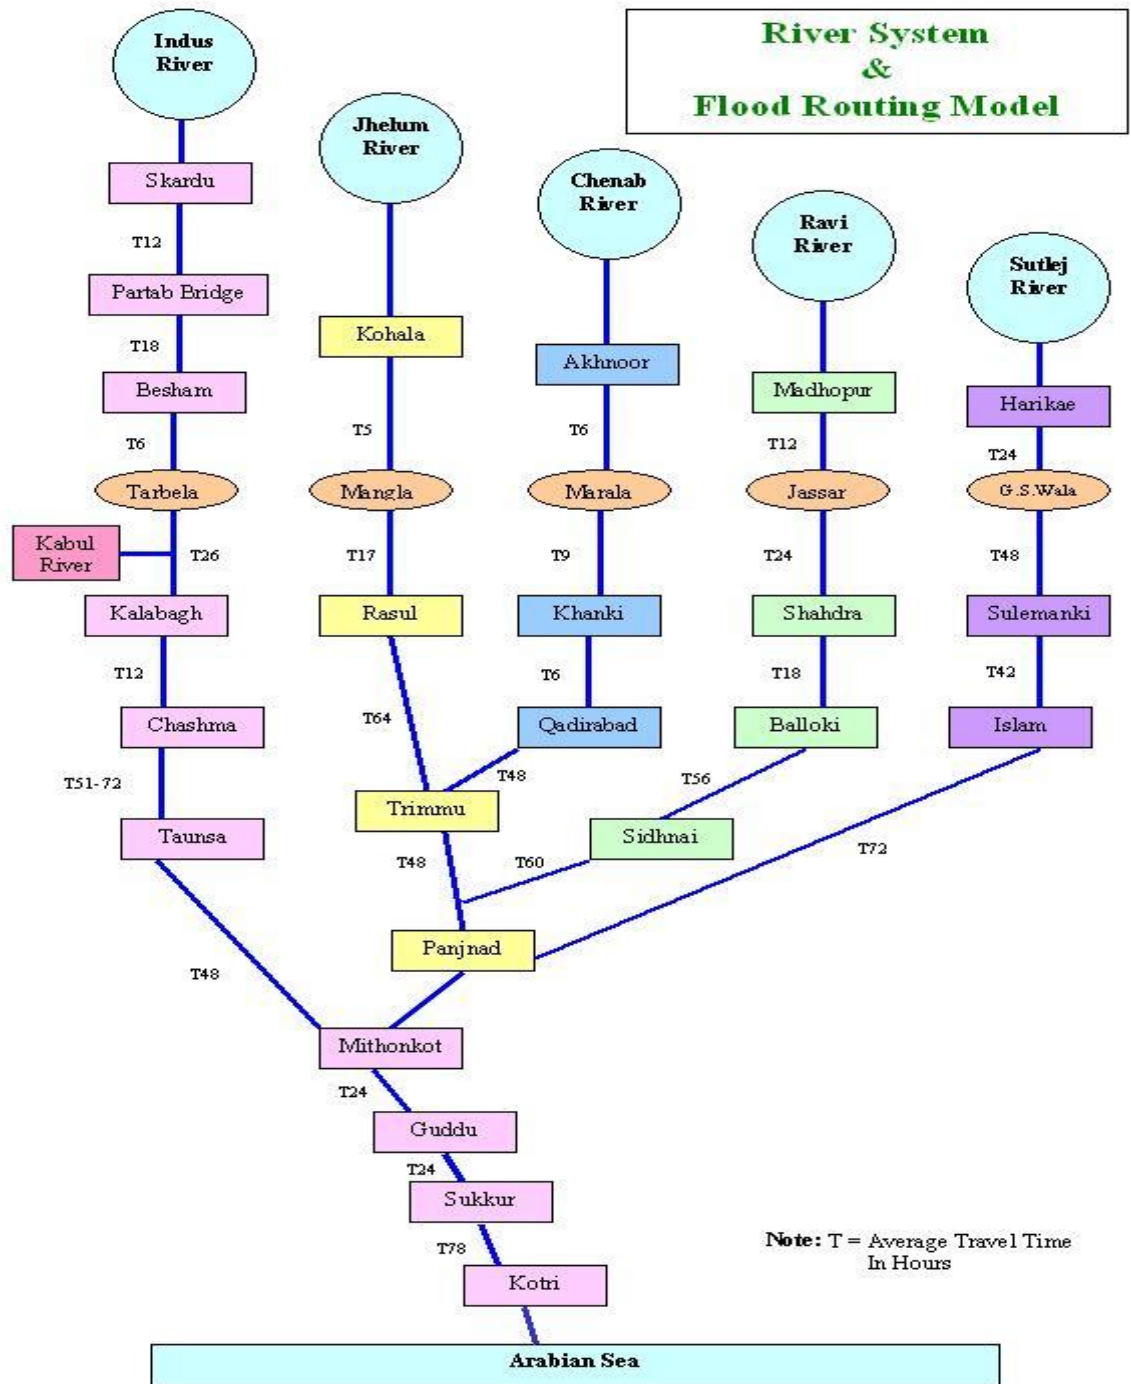 River System
&
Flood Routing Model
Indus
River
Jhelum
River
Chenab
River
Ravi
River
Sutlej
River
Skardu
T12
Partab Bridge
T18
Besham
T6
Tarbela
Kabul
River
T26
Kalabagh
T12
Chashma
T51-72
Taunsa
T48
Kohala
T5
Mangla
T17
Rasul
T64
Akhnoor
T6
Marala
T9
Khanki
T6
Qadirabad
T48
Trimmu
T48
Madhopur
T12
Jassar
T24
Shahdra
T18
Balloki
T56
Sidhnai
T60
Harikae
T24
G.S.Wala
T48
Sulemanki
T42
Islam
T72
Panjnad
Mithonkot
T24
Guddu
T24
Sukkur
T78
Kotri
Arabian Sea
Note: T = Average Travel Time
In Hours